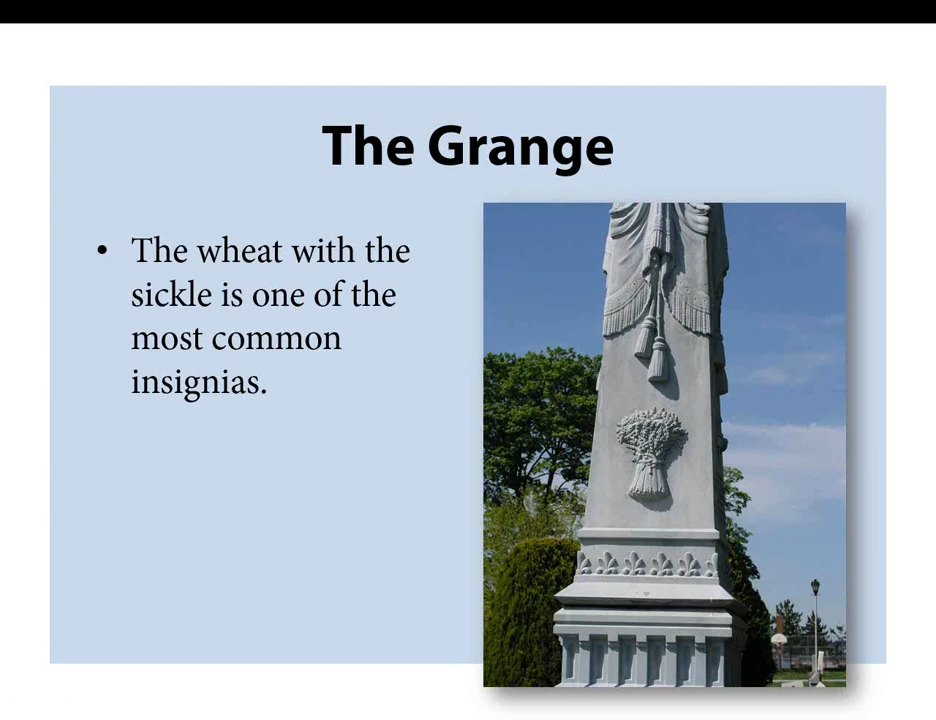 The Grange
• The wheat with the
sickle is one of the
most common
insignias.